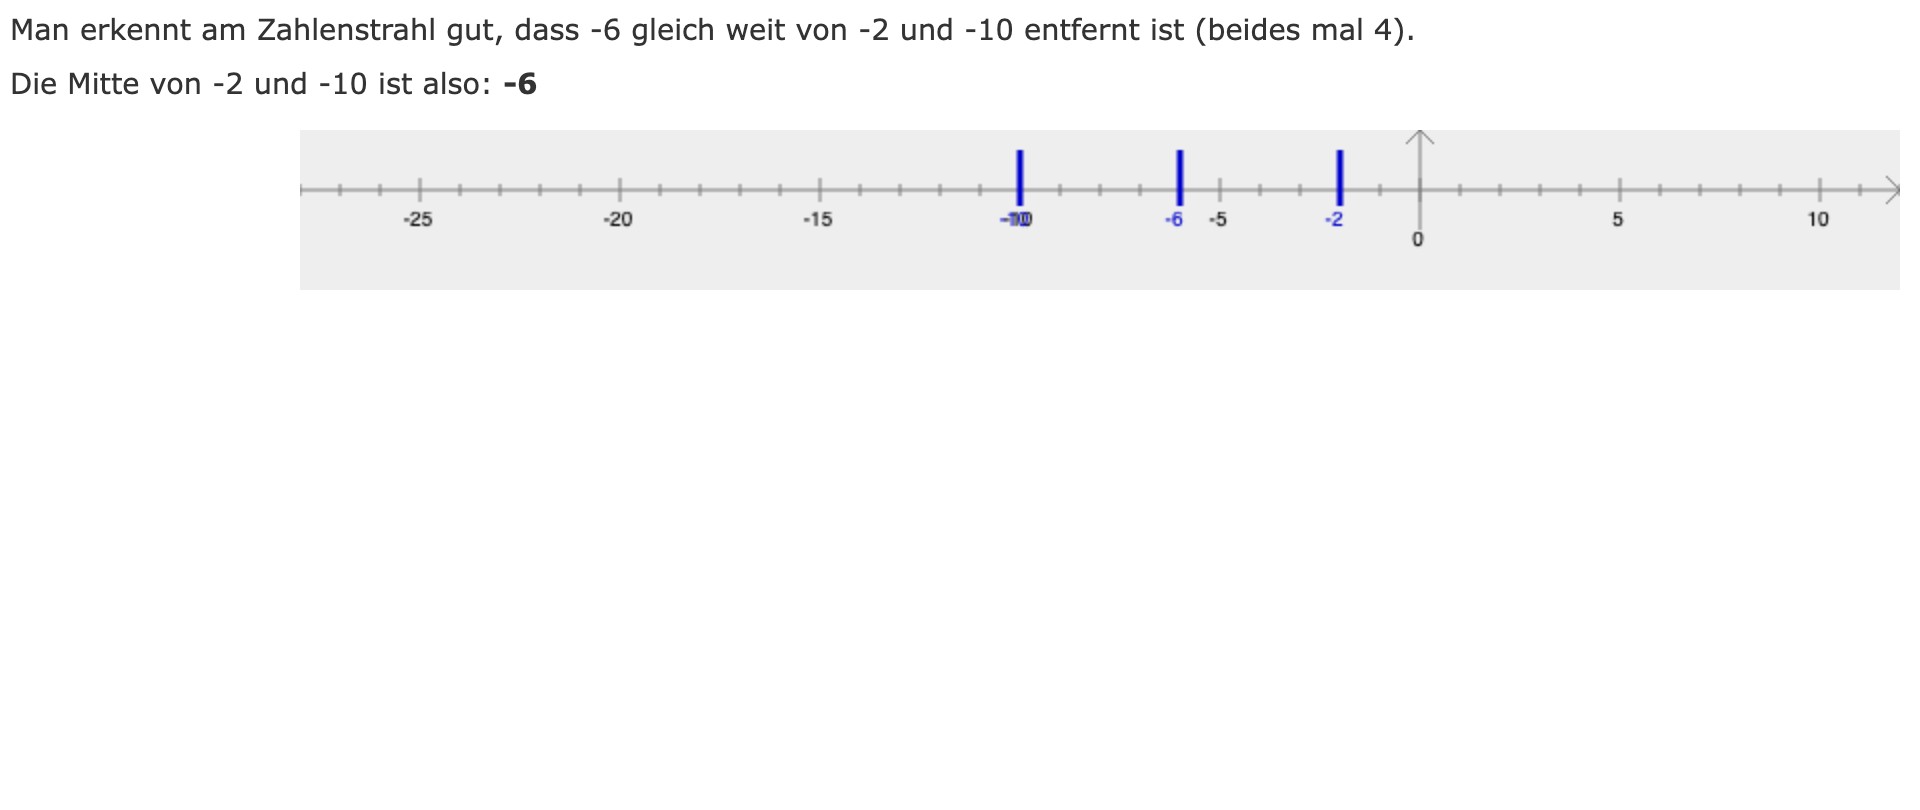 Man erkennt am Zahlenstrahl gut, dass -6 gleich weit von -2 und -10 entfernt ist (beides mal 4).
Die Mitte von -2 und -10 ist also: -6
-25 -20 -15 -10 -6 -5 -2 0 5 10